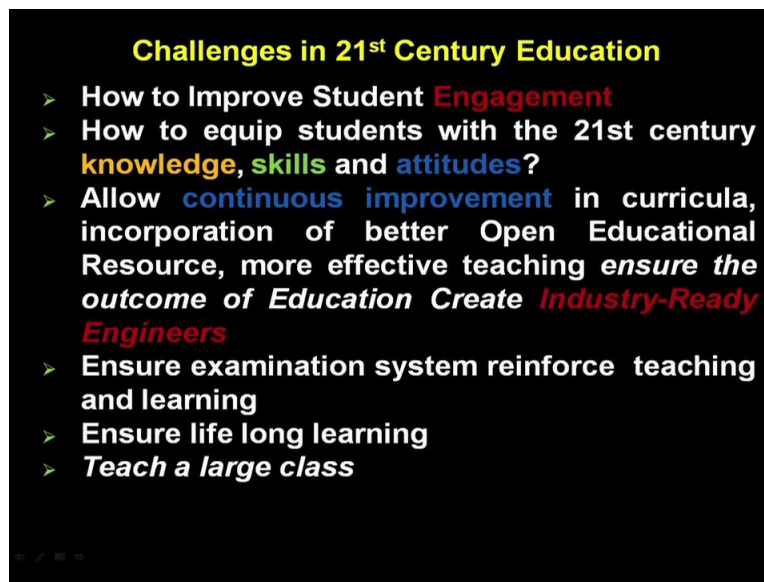 Challenges in 21st Century Education
How to Improve Student Engagement
How to equip students with the 21st century
knowledge, skills and attitudes?
Allow continuous improvement in curricula,
incorporation of better Open Educational
Resource, more effective teaching ensure the
outcome of Education Create Industry-Ready
Engineers
Ensure examination system reinforce teaching
and learning
Ensure life long learning
Teach a large class